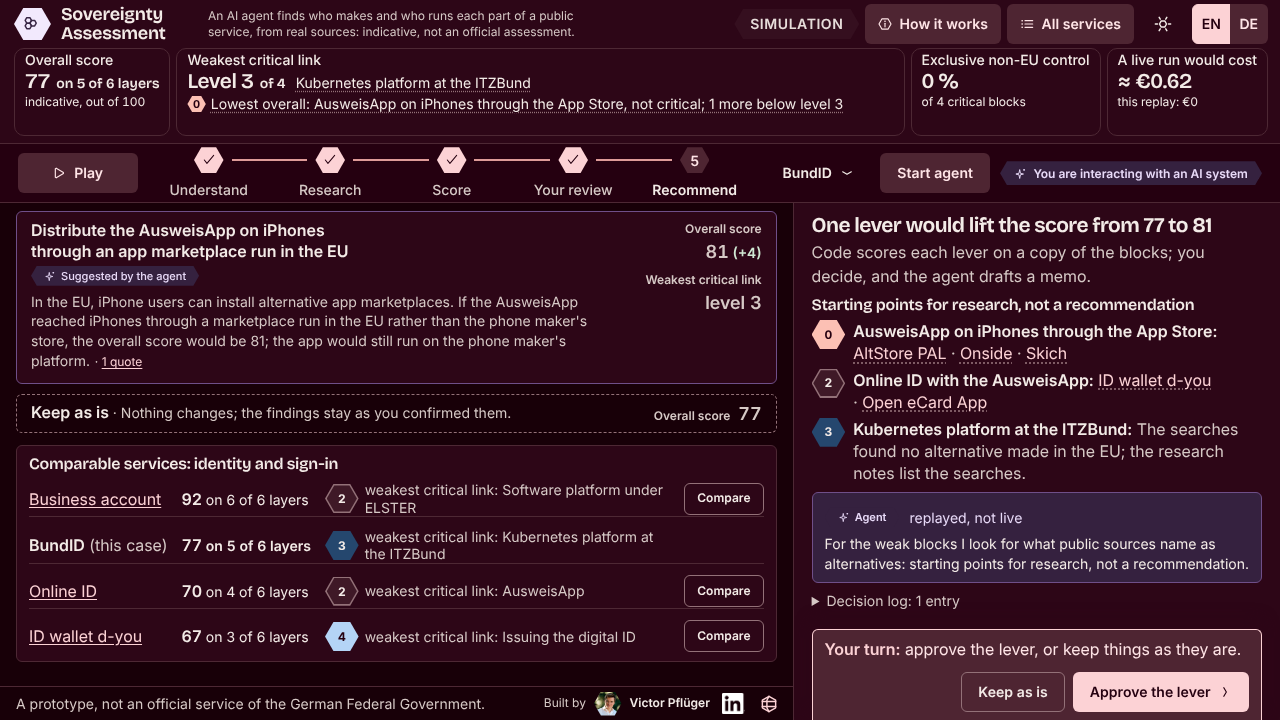 Sovereignty Assessment
An AI agent finds who makes and who runs each part of a public
service, from real sources: indicative, not an official assessment.
SIMULATION
How it works
All services
EN
DE
Overall score
77 on 5 of 6 layers
indicative, out of 100
Weakest critical link
Level 3 of 4 Kubernetes platform at the ITZBund
0 Lowest overall: AusweisApp on iPhones through the App Store, not critical; 1 more below level 3
Exclusive non-EU control
0 %
of 4 critical blocks
A live run would cost
≈ €0.62
this replay: €0
Play
Understand
Research
Score
Your review
5
Recommend
BundID
Start agent
You are interacting with an AI system
Distribute the AusweisApp on iPhones
through an app marketplace run in the EU
Suggested by the agent
In the EU, iPhone users can install alternative app marketplaces. If the AusweisApp
reached iPhones through a marketplace run in the EU rather than the phone maker's
store, the overall score would be 81; the app would still run on the phone maker's
platform. · 1 quote
Overall score
81 (+4)
Weakest critical link
level 3
Keep as is · Nothing changes; the findings stay as you confirmed them.
Overall score 77
Comparable services: identity and sign-in
Business account 92 on 6 of 6 layers 2 weakest critical link: Software platform under
ELSTER
Compare
BundID (this case) 77 on 5 of 6 layers 3 weakest critical link: Kubernetes platform at
the ITZBund
Online ID 70 on 4 of 6 layers 2 weakest critical link: AusweisApp Compare
ID wallet d-you 67 on 3 of 6 layers 4 weakest critical link: Issuing the digital ID Compare
A prototype, not an official service of the German Federal Government.
Built by Victor Pflüger
One lever would lift the score from 77 to 81
Code scores each lever on a copy of the blocks; you
decide, and the agent drafts a memo.
Starting points for research, not a recommendation
0 AusweisApp on iPhones through the App Store:
AltStore PAL · Onside · Skich
2 Online ID with the AusweisApp: ID wallet d-you
· Open eCard App
3 Kubernetes platform at the ITZBund: The searches
found no alternative made in the EU; the research
notes list the searches.
Agent replayed, not live
For the weak blocks I look for what public sources name as
alternatives: starting points for research, not a recommendation.
Decision log: 1 entry
Your turn: approve the lever, or keep things as they are.
Keep as is
Approve the lever